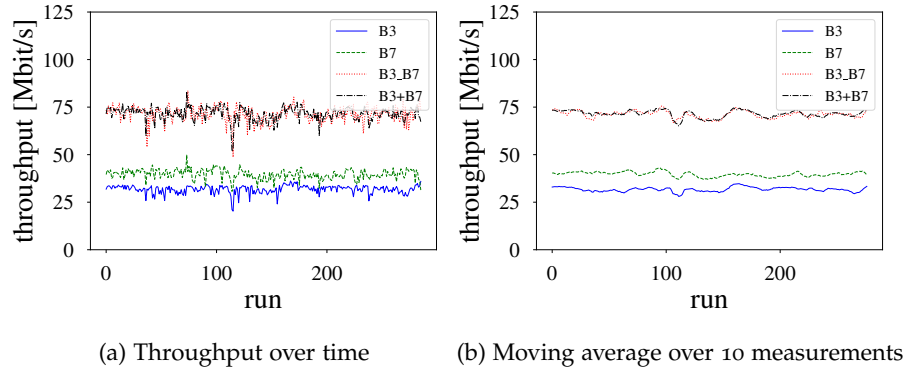 throughput [Mbit/s]
125
100
75
50
25
0
0
100
200
run
B3
B7
B3_B7
B3+B7
(a) Throughput over time
throughput [Mbit/s]
125
100
75
50
25
0
0
100
200
run
B3
B7
B3_B7
B3+B7
(b) Moving average over 10 measurements